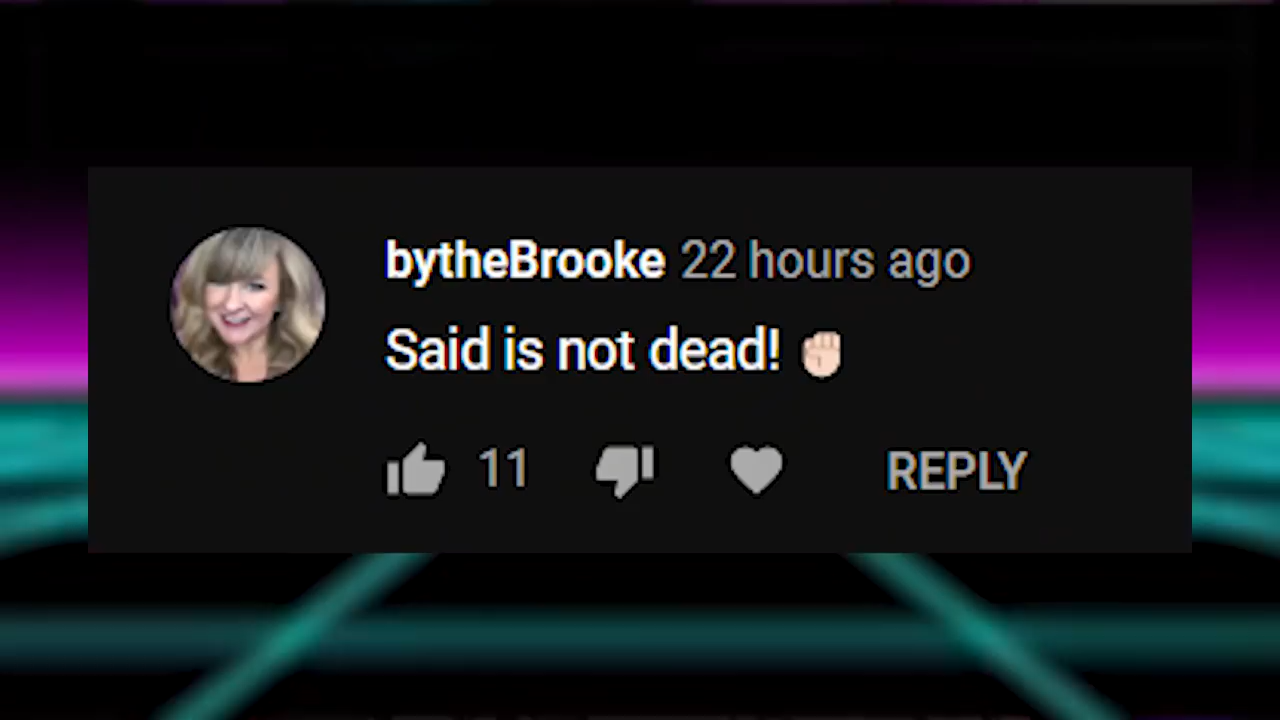 bytheBrooke 22 hours ago
Said is not dead! ✊🏻
11 REPLY